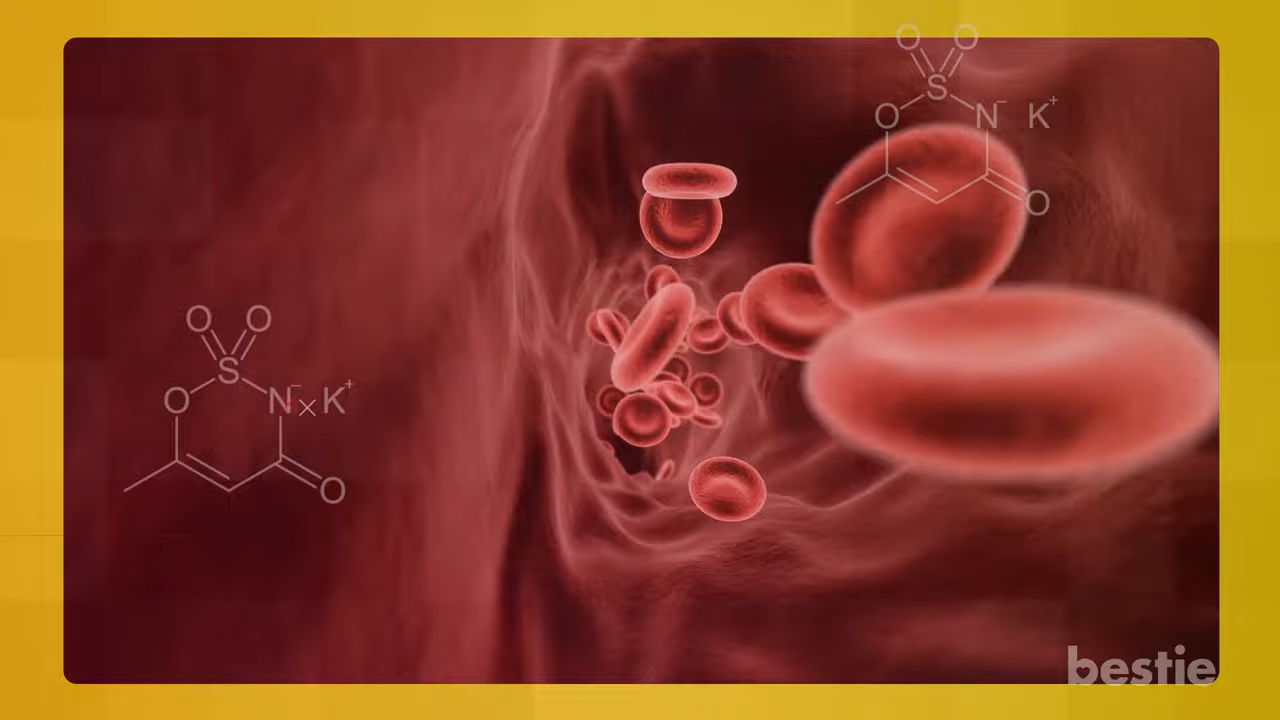 O O
S
O N⁻ K⁺
O
O O
S
O N⁻ × K⁺
O
bestie